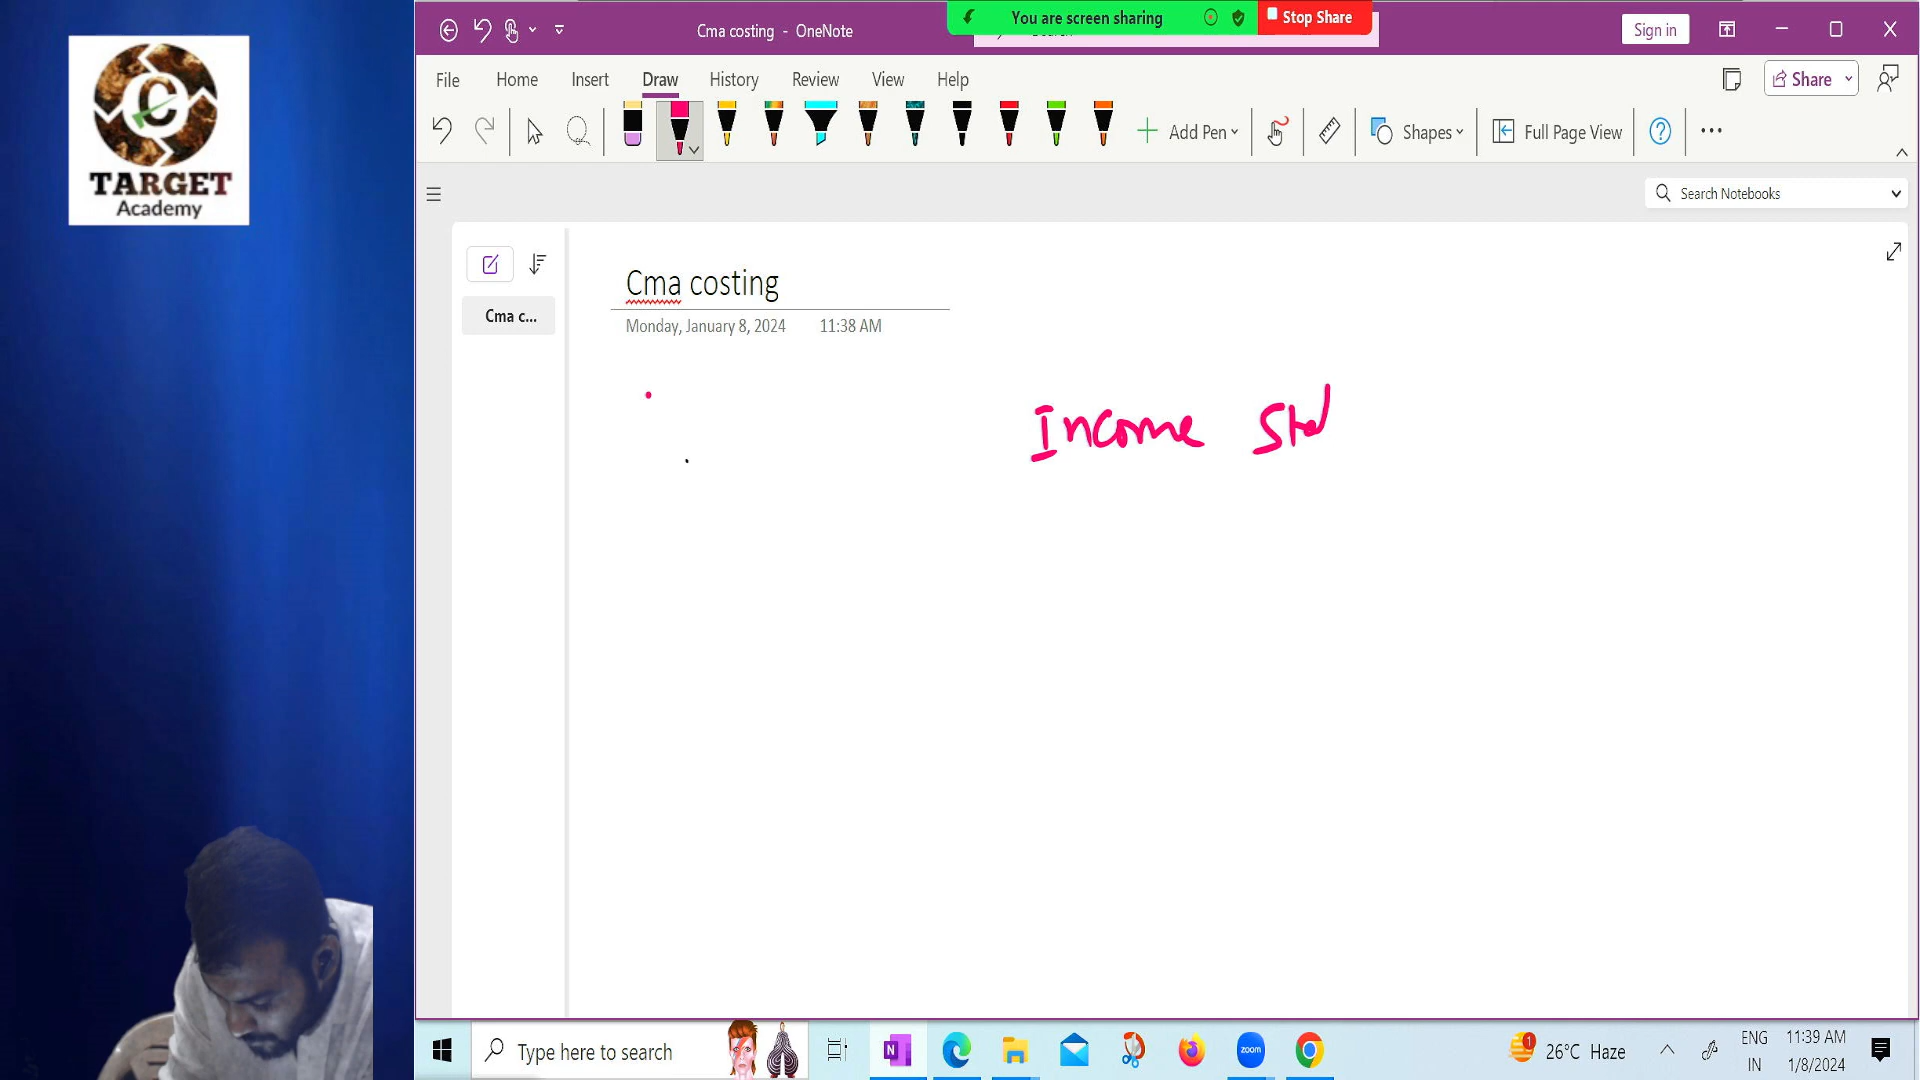 You are screen sharing
Stop Share
Cma costing - OneNote
Sign in
File Home Insert Draw History Review View Help
Share
Add Pen
Shapes
Full Page View
Search Notebooks
C
TARGET
Academy
Cma costing
Cma c...
Monday, January 8, 2024 11:38 AM
Income
Type here to search
zoom
1
26°C Haze
ENG
IN
11:39 AM
1/8/2024